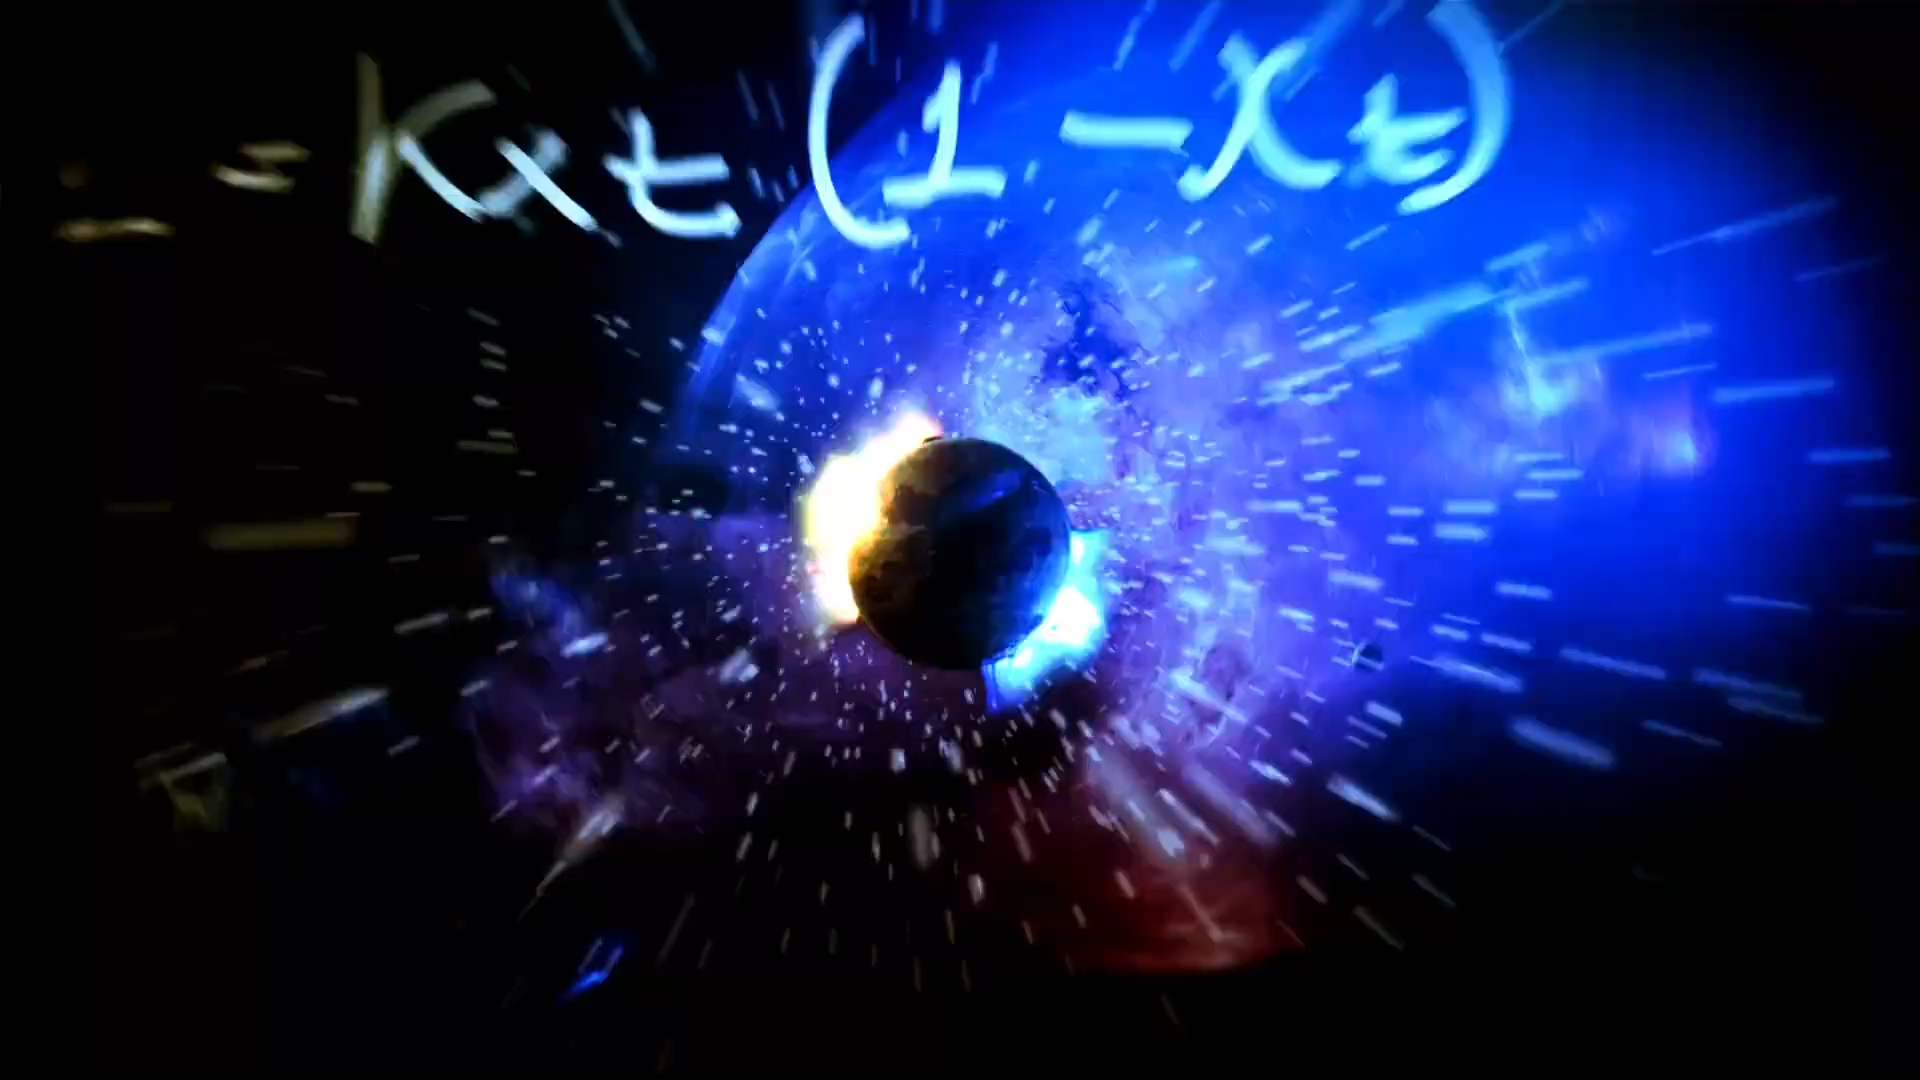 = Kxt(1-Xt)